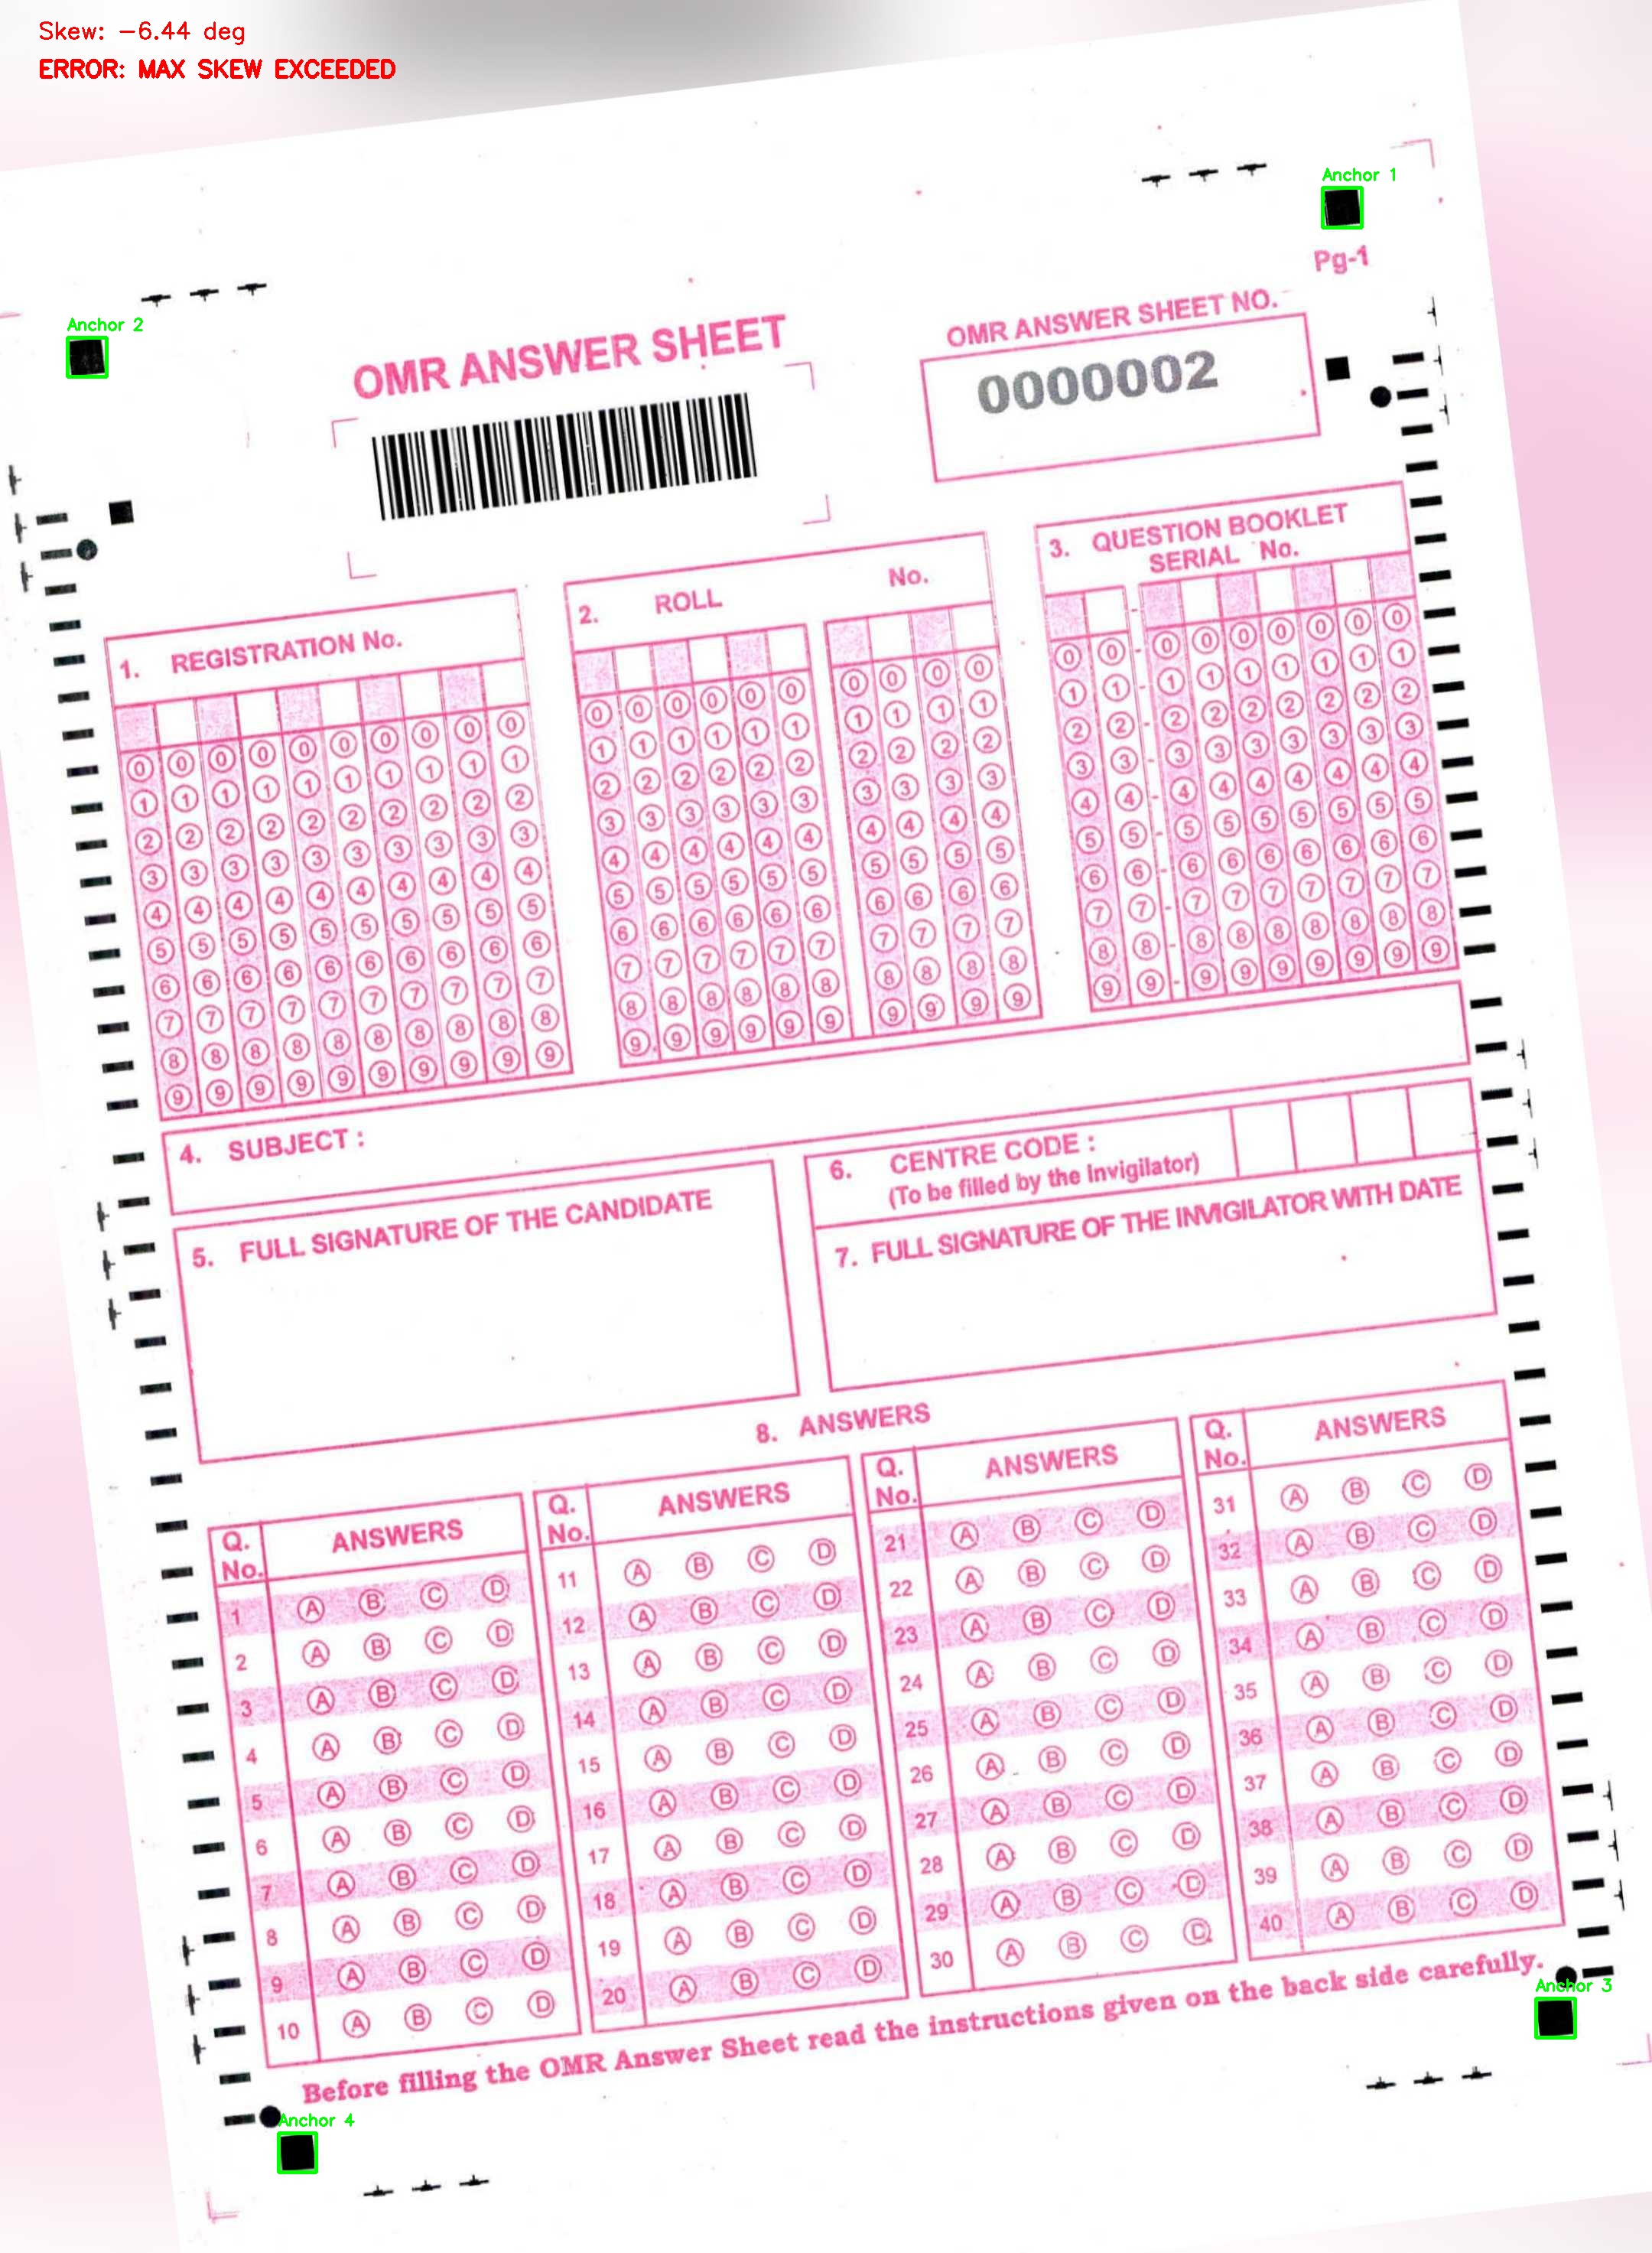 Skew: -6.44 deg
ERROR: MAX SKEW EXCEEDED
Anchor 1
Pg-1
Anchor 2
OMR ANSWER SHEET
OMR ANSWER SHEET NO.
0000002
1. REGISTRATION No.
0 0 0 0 0 0 0 0 0 0
1 1 1 1 1 1 1 1 1 1
2 2 2 2 2 2 2 2 2 2
3 3 3 3 3 3 3 3 3 3
4 4 4 4 4 4 4 4 4 4
5 5 5 5 5 5 5 5 5 5
6 6 6 6 6 6 6 6 6 6
7 7 7 7 7 7 7 7 7 7
8 8 8 8 8 8 8 8 8 8
9 9 9 9 9 9 9 9 9 9
2. ROLL No.
0 0 0 0 0 0 0 0 0 0
1 1 1 1 1 1 1 1 1 1
2 2 2 2 2 2 2 2 2 2
3 3 3 3 3 3 3 3 3 3
4 4 4 4 4 4 4 4 4 4
5 5 5 5 5 5 5 5 5 5
6 6 6 6 6 6 6 6 6 6
7 7 7 7 7 7 7 7 7 7
8 8 8 8 8 8 8 8 8 8
9 9 9 9 9 9 9 9 9 9
3. QUESTION BOOKLET
SERIAL No.
-
0 0 - 0 0 0 0 0 0 0
1 1 - 1 1 1 1 1 1 1
2 2 - 2 2 2 2 2 2 2
3 3 - 3 3 3 3 3 3 3
4 4 - 4 4 4 4 4 4 4
5 5 - 5 5 5 5 5 5 5
6 6 - 6 6 6 6 6 6 6
7 7 - 7 7 7 7 7 7 7
8 8 - 8 8 8 8 8 8 8
9 9 - 9 9 9 9 9 9 9
4. SUBJECT :
5. FULL SIGNATURE OF THE CANDIDATE
6. CENTRE CODE :
(To be filled by the Invigilator)
7. FULL SIGNATURE OF THE INVIGILATOR WITH DATE
8. ANSWERS
Q. No. ANSWERS
1 A B C D
2 A B C D
3 A B C D
4 A B C D
5 A B C D
6 A B C D
7 A B C D
8 A B C D
9 A B C D
10 A B C D
Q. No. ANSWERS
11 A B C D
12 A B C D
13 A B C D
14 A B C D
15 A B C D
16 A B C D
17 A B C D
18 A B C D
19 A B C D
20 A B C D
Q. No. ANSWERS
21 A B C D
22 A B C D
23 A B C D
24 A B C D
25 A B C D
26 A B C D
27 A B C D
28 A B C D
29 A B C D
30 A B C D
Q. No. ANSWERS
31 A B C D
32 A B C D
33 A B C D
34 A B C D
35 A B C D
36 A B C D
37 A B C D
38 A B C D
39 A B C D
40 A B C D
Before filling the OMR Answer Sheet read the instructions given on the back side carefully.
Anchor 3
Anchor 4